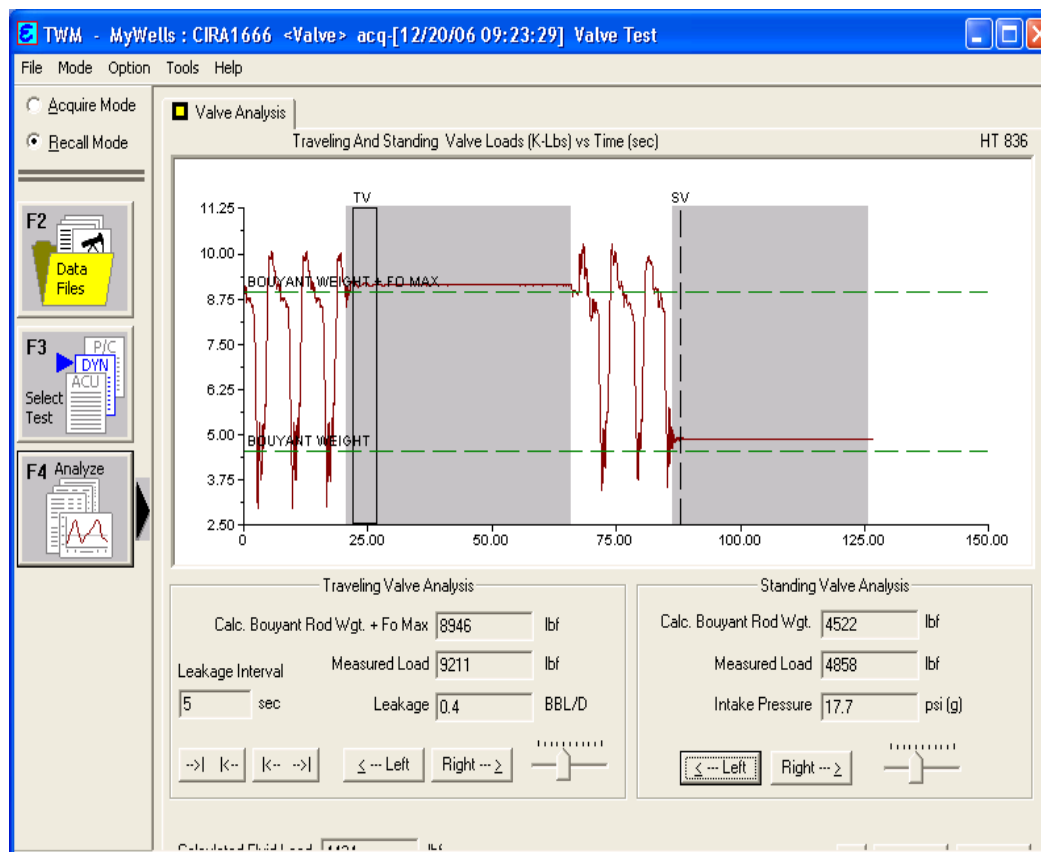 TWM - MyWells : CIRA1666 <Valve> acq-[12/20/06 09:23:29] Valve Test
File Mode Option Tools Help
Acquire Mode
Recall Mode
F2
Data
Files
F3
P/C
DYN
ACU
Select
Test
F4 Analyze
Valve Analysis
Traveling And Standing Valve Loads (K-Lbs) vs Time (sec) HT 836
TV SV
11.25
10.00
BOUYANT WEIGHT + FO MAX
8.75
7.50
6.25
5.00
BOUYANT WEIGHT
3.75
2.50
0 25.00 50.00 75.00 100.00 125.00 150.00
Traveling Valve Analysis
Calc. Bouyant Rod Wgt. + Fo Max 8946 lbf
Measured Load 9211 lbf
Leakage Interval
5 sec
Leakage 0.4 BBL/D
-->| |<-- |<-- -->| < --- Left Right --- >
Standing Valve Analysis
Calc. Bouyant Rod Wgt. 4522 lbf
Measured Load 4858 lbf
Intake Pressure 17.7 psi (g)
< --- Left Right --- >
Calculated Fluid Load lbf